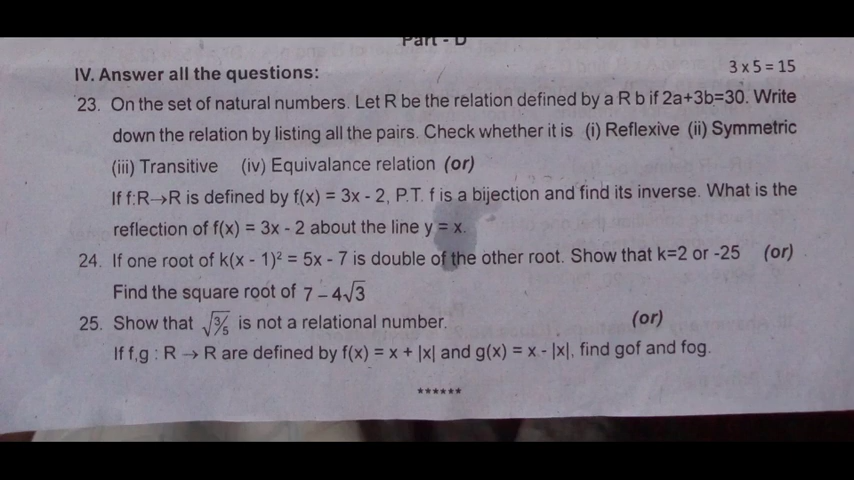 Part - D
IV. Answer all the questions: 3 x 5 = 15
23. On the set of natural numbers. Let R be the relation defined by a R b if 2a+3b=30. Write
down the relation by listing all the pairs. Check whether it is (i) Reflexive (ii) Symmetric
(iii) Transitive (iv) Equivalance relation (or)
If f:R→R is defined by f(x) = 3x - 2, P.T. f is a bijection and find its inverse. What is the
reflection of f(x) = 3x - 2 about the line y = x.
24. If one root of k(x - 1)² = 5x - 7 is double of the other root. Show that k=2 or -25 (or)
Find the square root of 7 – 4√3
25. Show that √3/5 is not a relational number. (or)
If f,g : R → R are defined by f(x) = x + |x| and g(x) = x - |x|, find gof and fog.
******